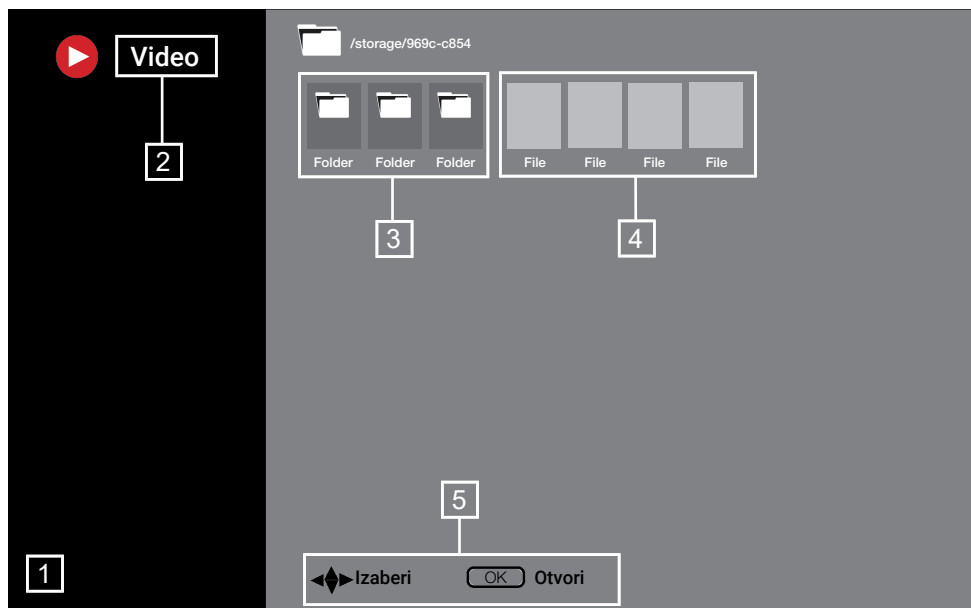 /storage/969c-c854
Video
2
Folder Folder Folder
File File File File
3
4
5
1
Izaberi OK Otvori